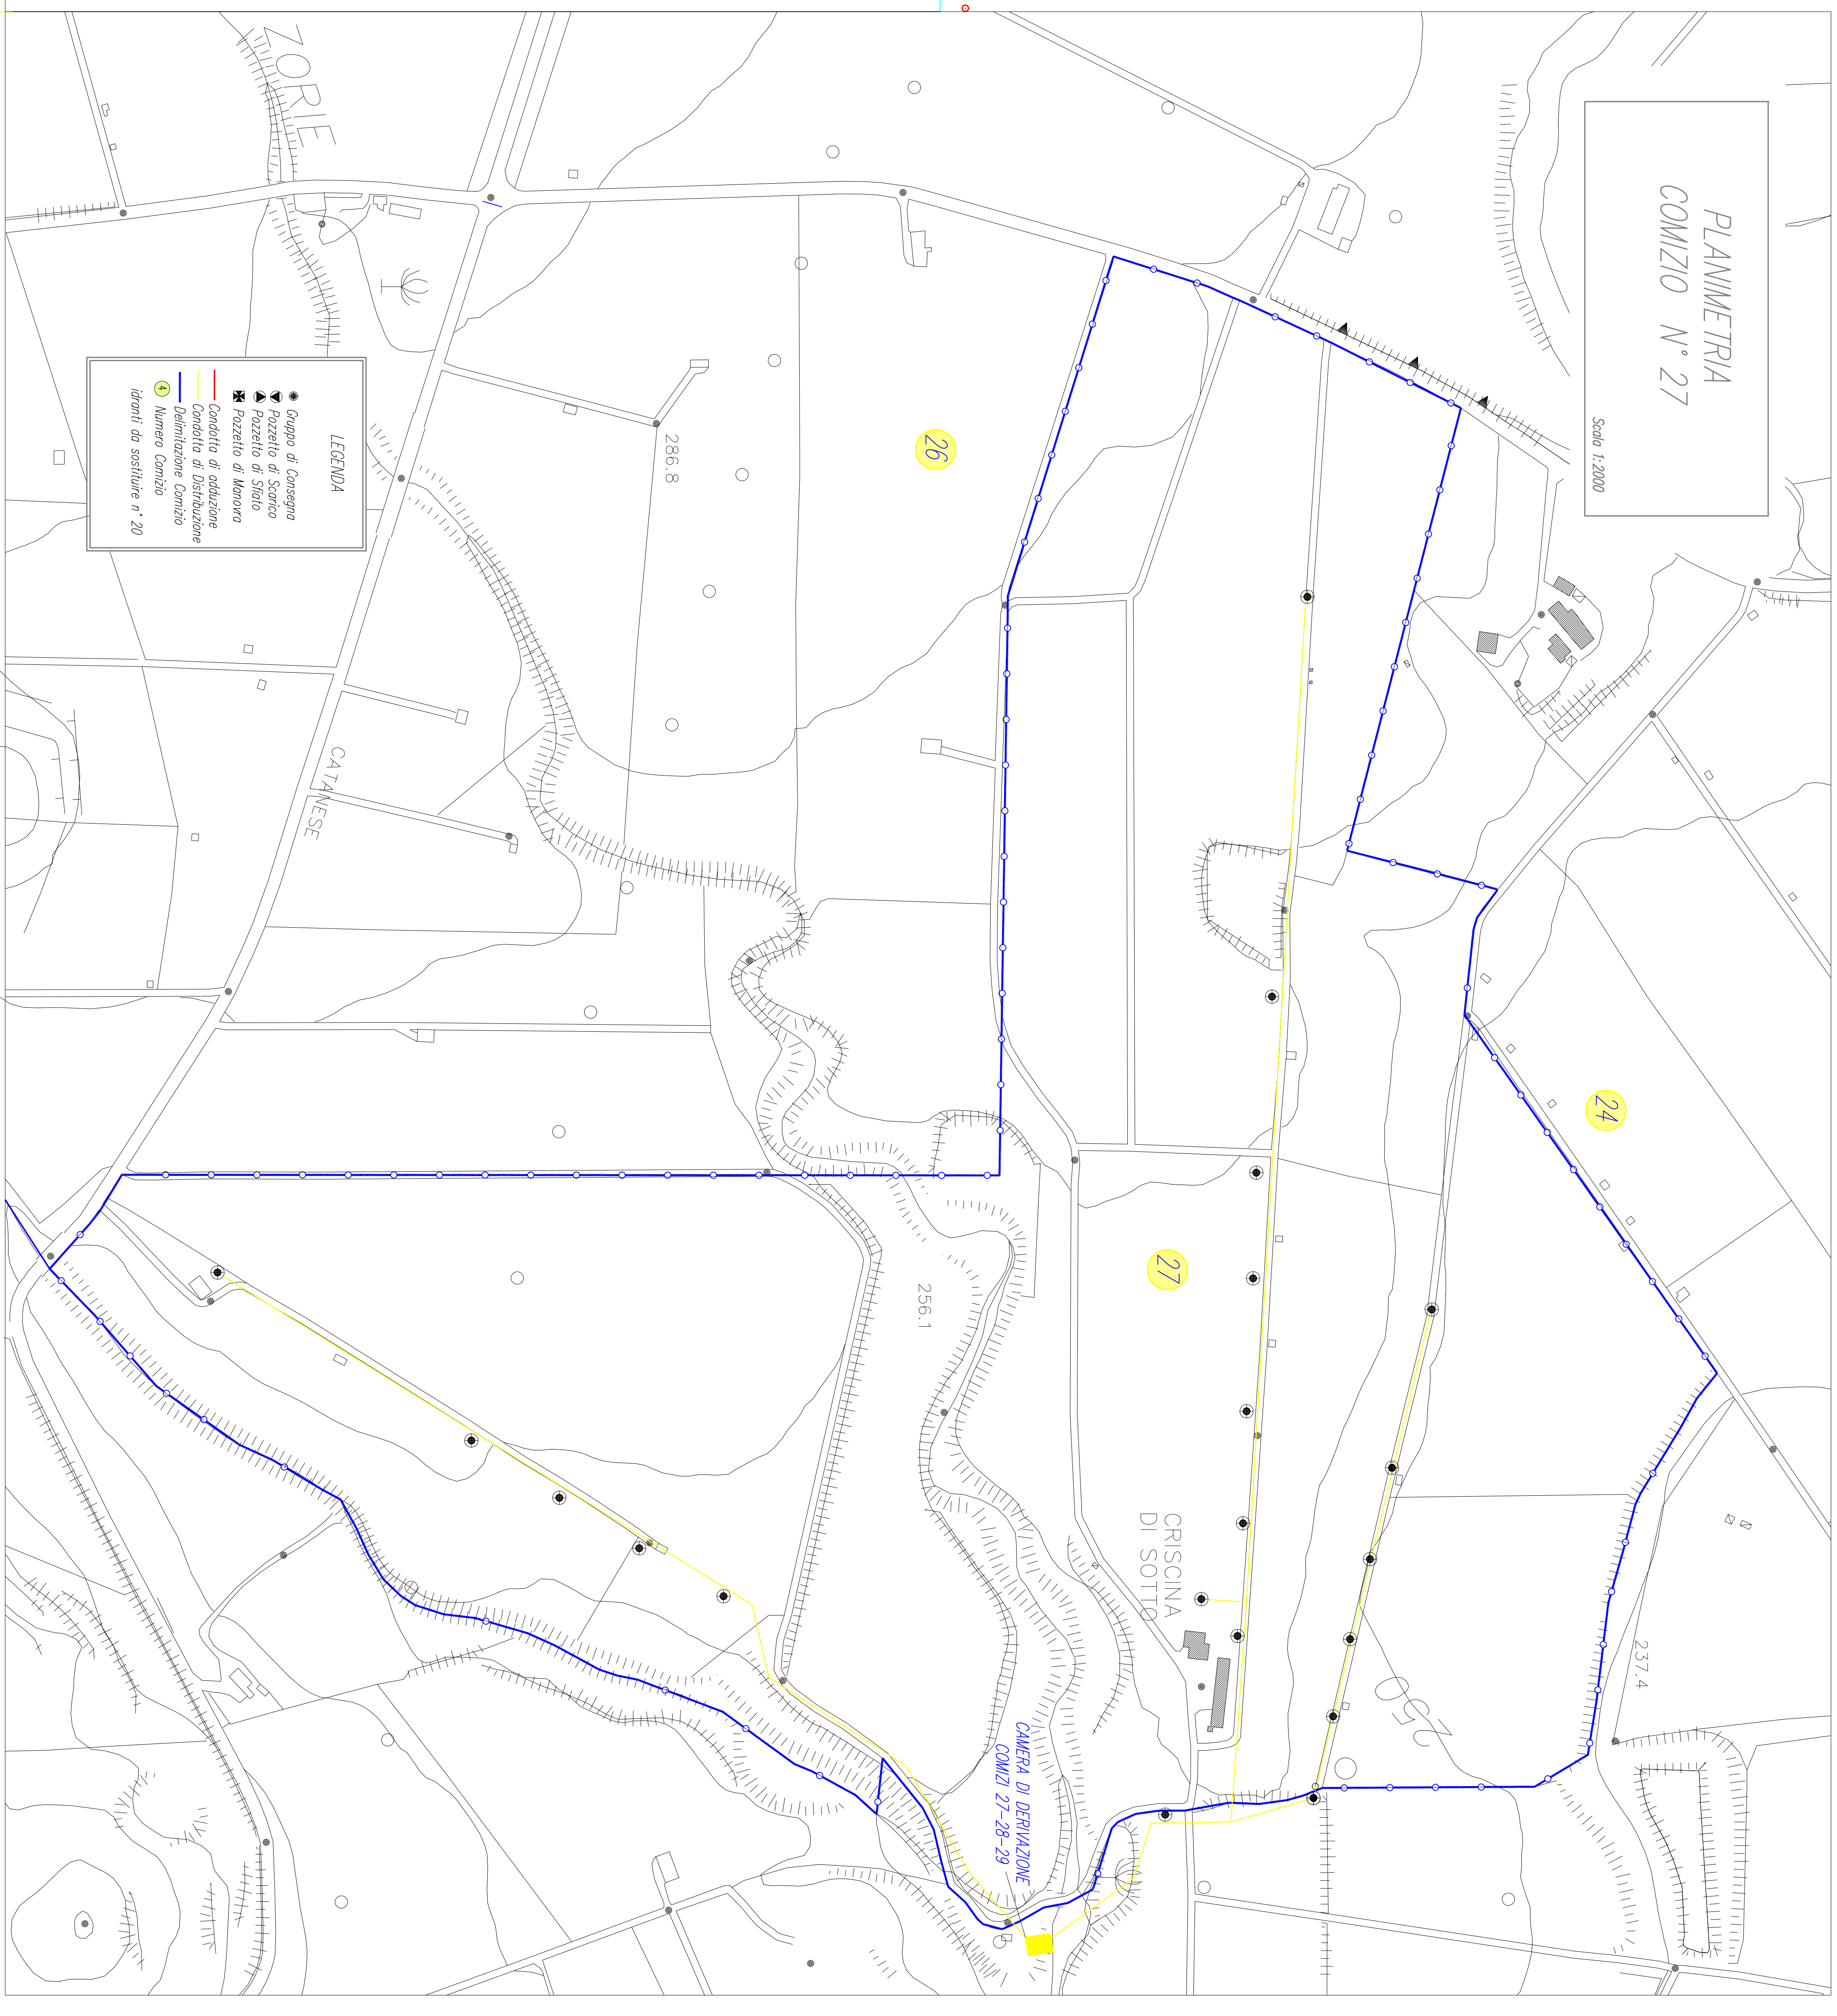 PLANIMETRIA
COMIZIO N° 27
Scala 1:2000
ZORIE
286.8
26
24
27
256.1
237.4
CATANESE
CRISCINA
DI SOTTO
CAMERA DI DERIVAZIONE
COMIZI 27-28-29
LEGENDA
Gruppo di Consegna
Pozzetto di Scarico
Pozzetto di Sfiato
Pozzetto di Manovra
Condotta di adduzione
Condotta di Distribuzione
Delimitazione Comizio
4 Numero Comizio
idranti da sostituire n° 20